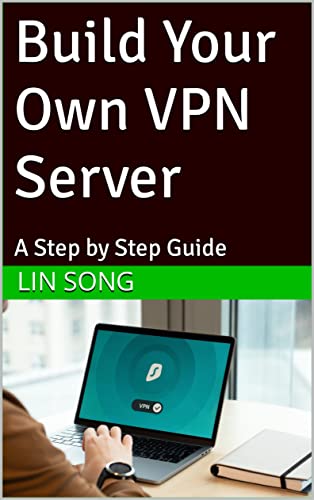 Build Your
Own VPN
Server
A Step by Step Guide
LIN SONG
VPN